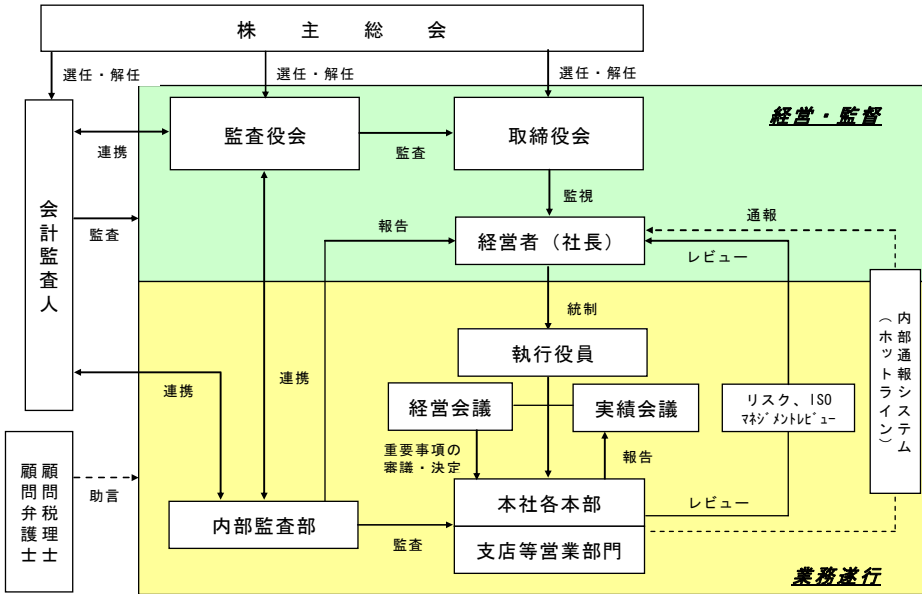 株主総会
選任・解任
選任・解任
選任・解任
経営・監督
監査役会
取締役会
連携
監査
会計監査人
監査
監視
報告
経営者（社長）
通報
レビュー
統制
執行役員
連携
連携
経営会議
実績会議
リスク、ISO
ﾏﾈｼﾞﾒﾝﾄﾚﾋﾞｭｰ
内部通報システム
（ホットライン）
重要事項の
審議・決定
報告
顧問税理士
顧問弁護士
助言
内部監査部
監査
本社各本部
レビュー
支店等営業部門
業務遂行